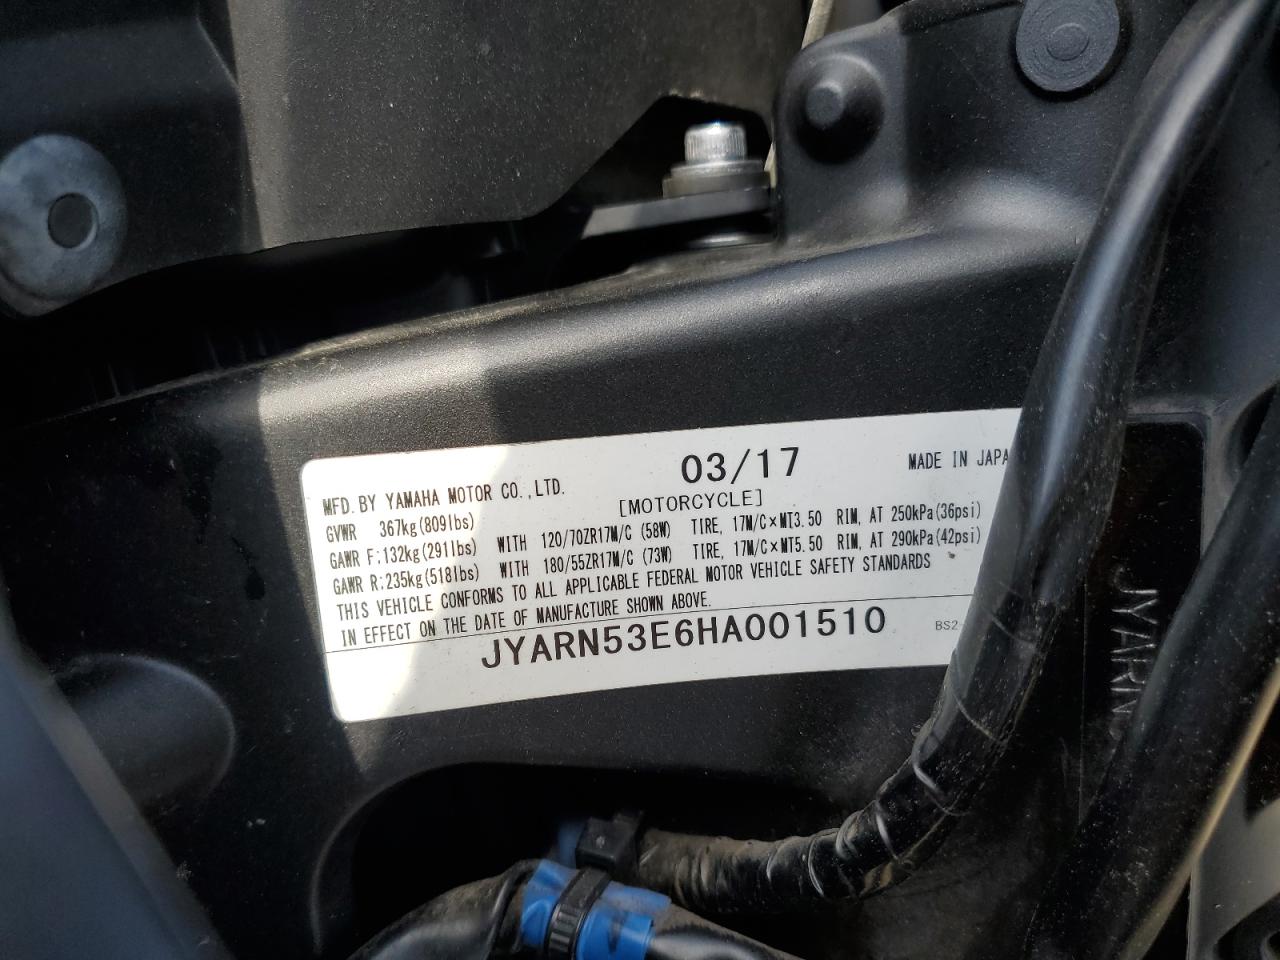 03/17
MADE IN JAPA
MFD. BY YAMAHA MOTOR CO., LTD.
[MOTORCYCLE]
GVWR 367kg(809lbs)
GAWR F:132kg(291lbs) WITH 120/70ZR17M/C (58W) TIRE, 17M/C×MT3.50 RIM, AT 250kPa(36psi)
GAWR R:235kg(518lbs) WITH 180/55ZR17M/C (73W) TIRE, 17M/C×MT5.50 RIM, AT 290kPa(42psi)
THIS VEHICLE CONFORMS TO ALL APPLICABLE FEDERAL MOTOR VEHICLE SAFETY STANDARDS
IN EFFECT ON THE DATE OF MANUFACTURE SHOWN ABOVE.
JYARN53E6HA001510
BS2
JYARN